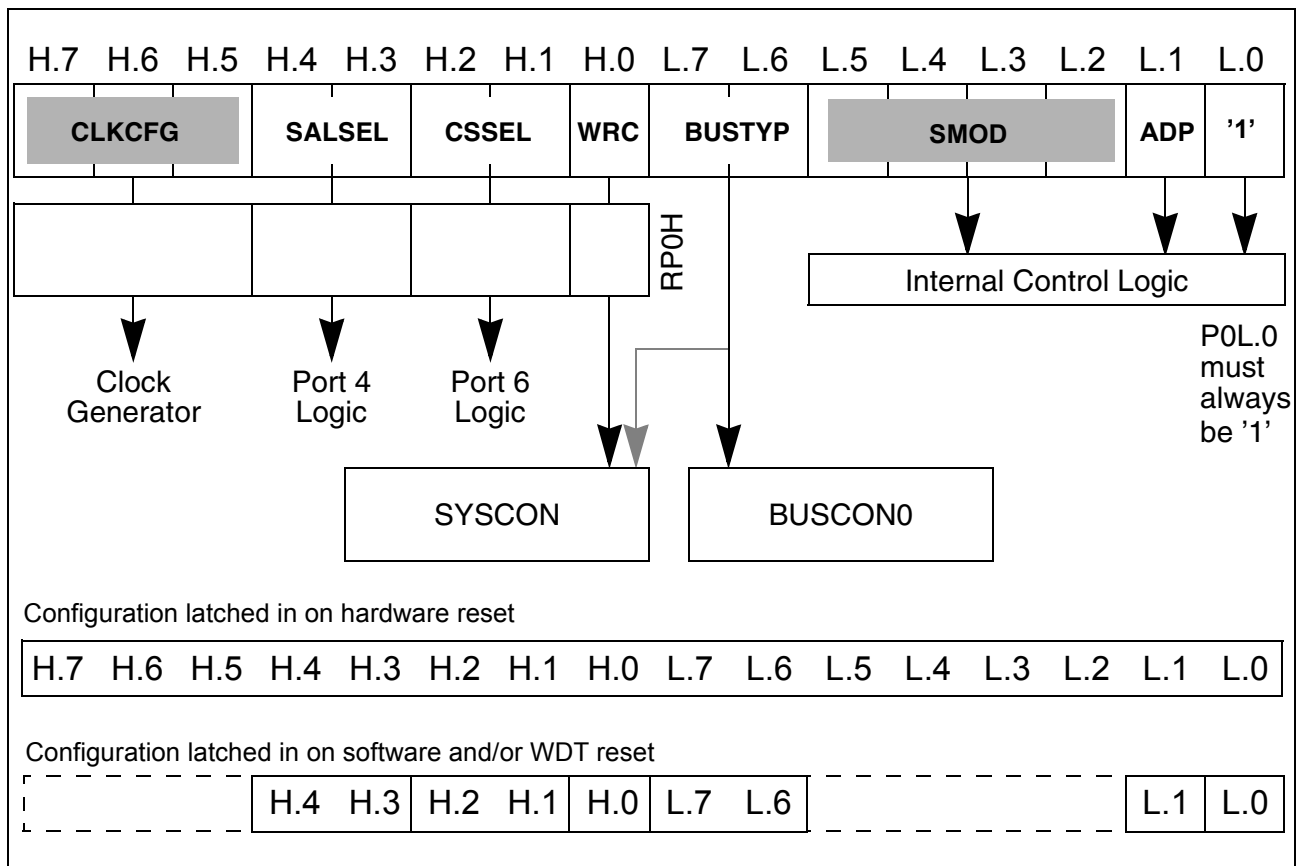 H.7 H.6 H.5 H.4 H.3 H.2 H.1 H.0 L.7 L.6 L.5 L.4 L.3 L.2 L.1 L.0
CLKCFG SALSEL CSSEL WRC BUSTYP SMOD ADP '1'
RP0H
Internal Control Logic
Clock
Generator
Port 4
Logic
Port 6
Logic
P0L.0
must
always
be '1'
SYSCON
BUSCON0
Configuration latched in on hardware reset
H.7 H.6 H.5 H.4 H.3 H.2 H.1 H.0 L.7 L.6 L.5 L.4 L.3 L.2 L.1 L.0
Configuration latched in on software and/or WDT reset
H.4 H.3 H.2 H.1 H.0 L.7 L.6 L.1 L.0